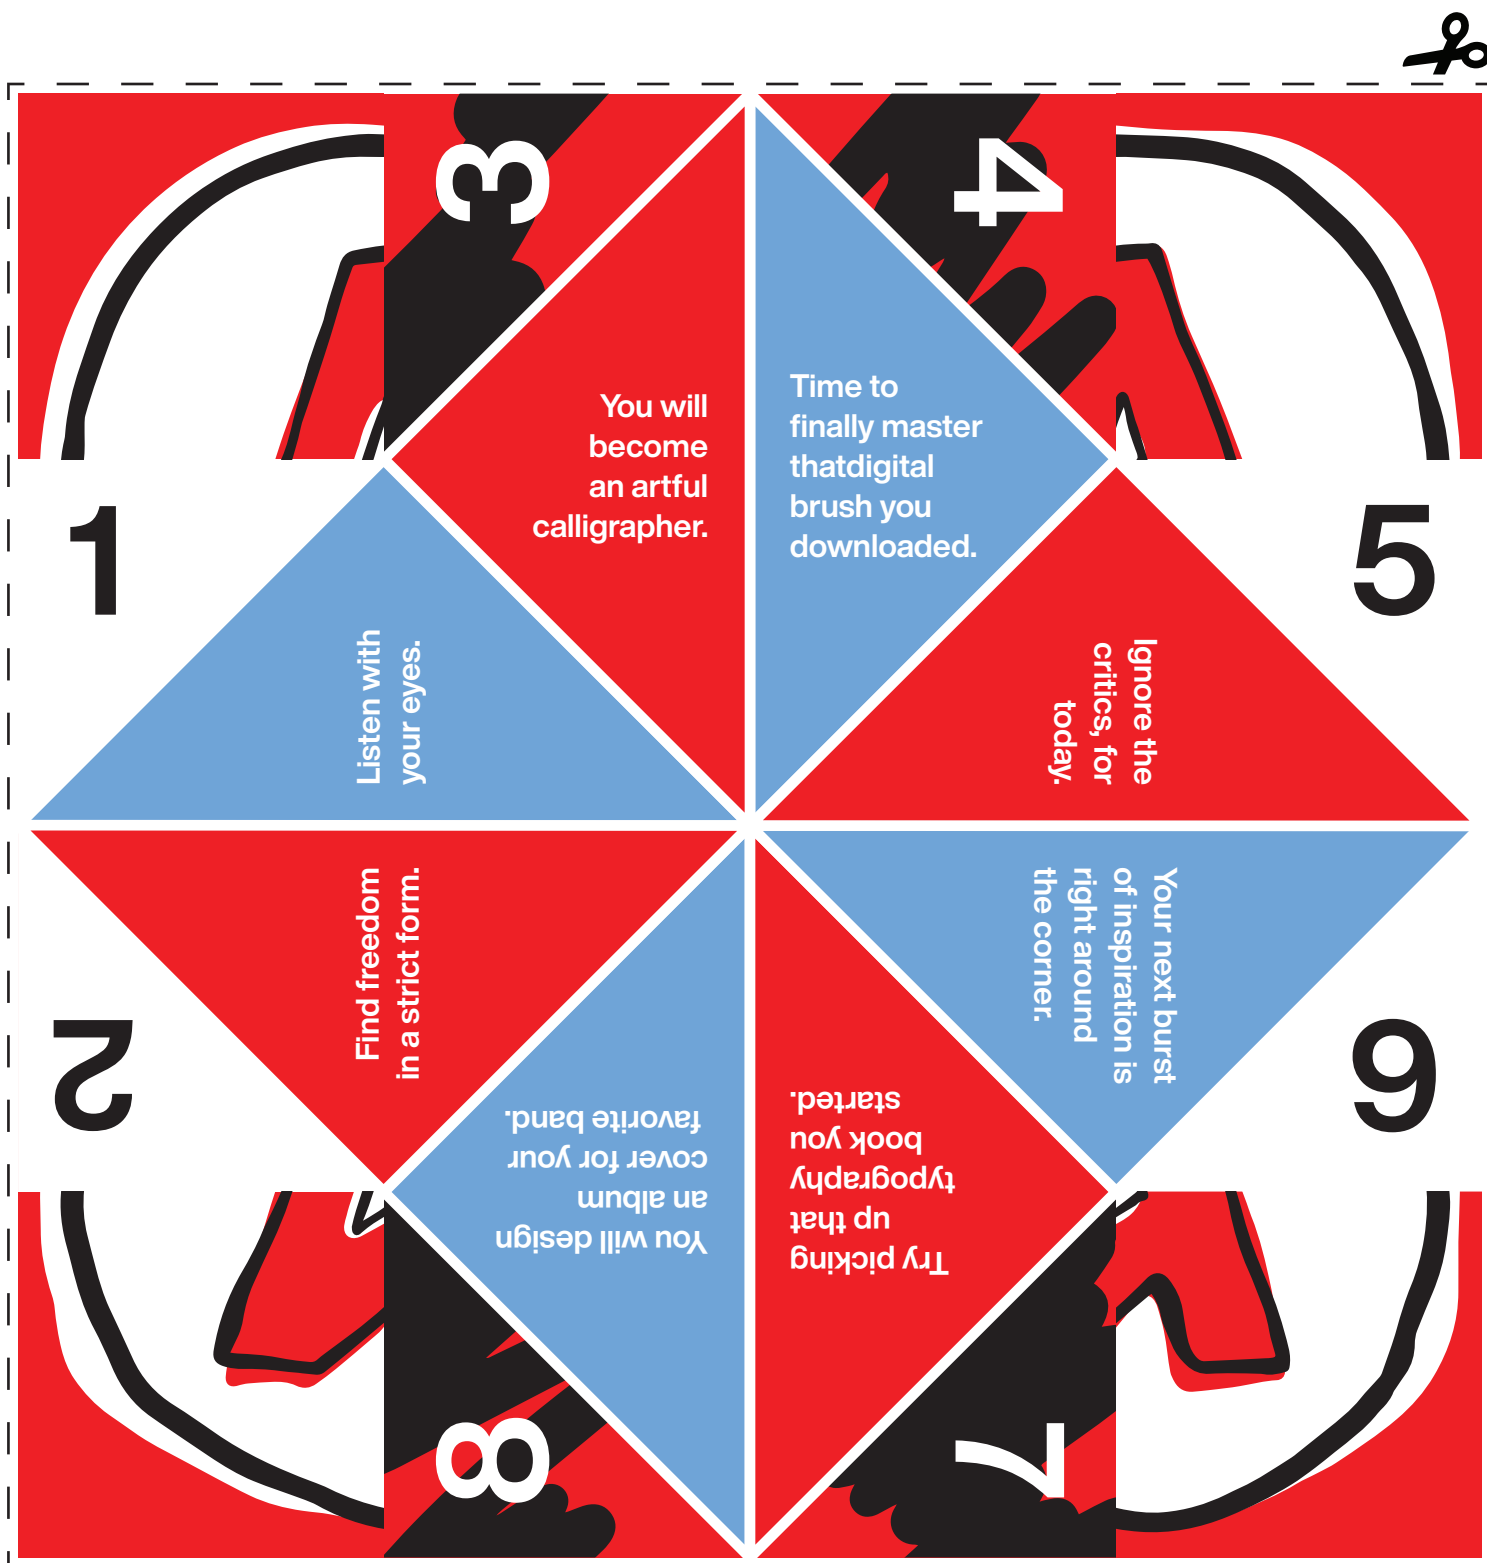 3
4
You will
become
an artful
calligrapher.
Time to
finally master
thatdigital
brush you
downloaded.
1
5
Listen with
your eyes.
Ignore the
critics, for
today.
Find freedom
in a strict form.
Your next burst
of inspiration is
right around
the corner.
2
6
You will design
an album
cover for your
favorite band.
Try picking
up that
typography
book you
started.
8
7